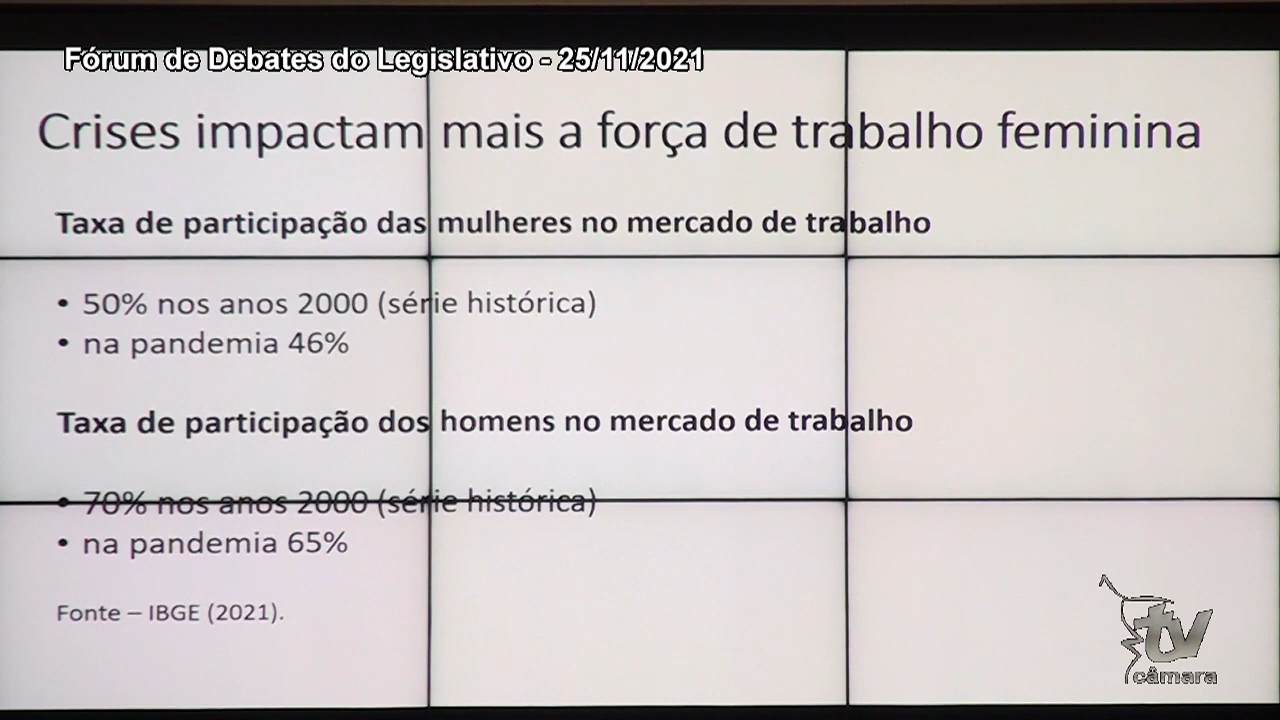 Fórum de Debates do Legislativo - 25/11/2021
Crises impactam mais a força de trabalho feminina
Taxa de participação das mulheres no mercado de trabalho
• 50% nos anos 2000 (série histórica)
• na pandemia 46%
Taxa de participação dos homens no mercado de trabalho
• 70% nos anos 2000 (série histórica)
• na pandemia 65%
Fonte – IBGE (2021).
tv
câmara